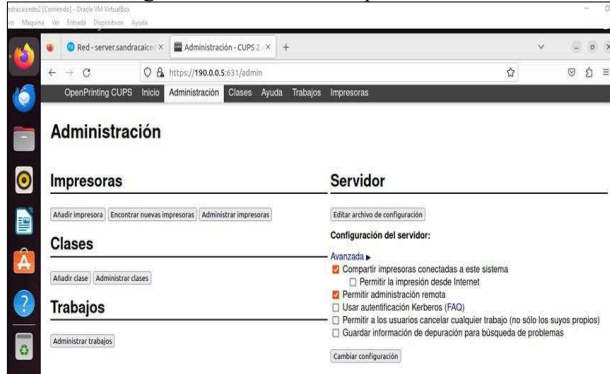 [Corriendo] - Oracle VM VirtualBox
Máquina Ver Entrada Dispositivos Ayuda
Red - server.sandracaice × Administración - CUPS 2 × +
https://190.0.0.5:631/admin
OpenPrinting CUPS Inicio Administración Clases Ayuda Trabajos Impresoras
Administración
Impresoras
Añadir impresora Encontrar nuevas impresoras Administrar impresoras
Clases
Añadir clase Administrar clases
Trabajos
Administrar trabajos
Servidor
Editar archivo de configuración
Configuración del servidor:
Avanzada ▶
Compartir impresoras conectadas a este sistema
Permitir la impresión desde Internet
Permitir administración remota
Usar autentificación Kerberos (FAQ)
Permitir a los usuarios cancelar cualquier trabajo (no sólo los suyos propios)
Guardar información de depuración para búsqueda de problemas
Cambiar configuración